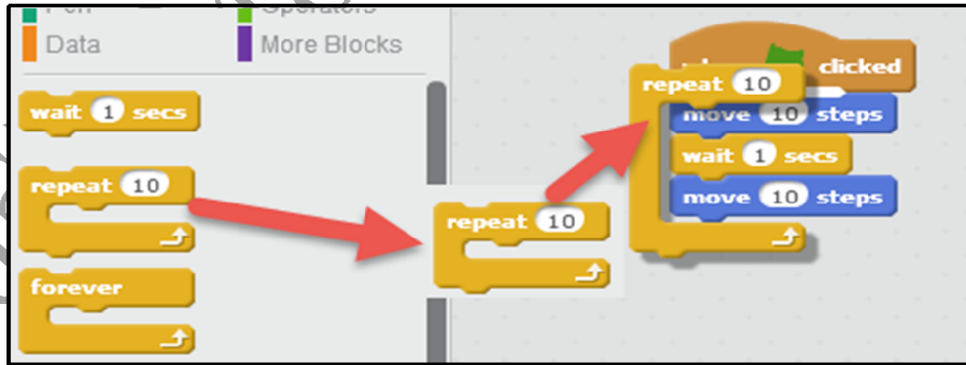 Data
More Blocks
wait 1 secs
repeat 10
forever
repeat 10
clicked
repeat 10
move 10 steps
wait 1 secs
move 10 steps